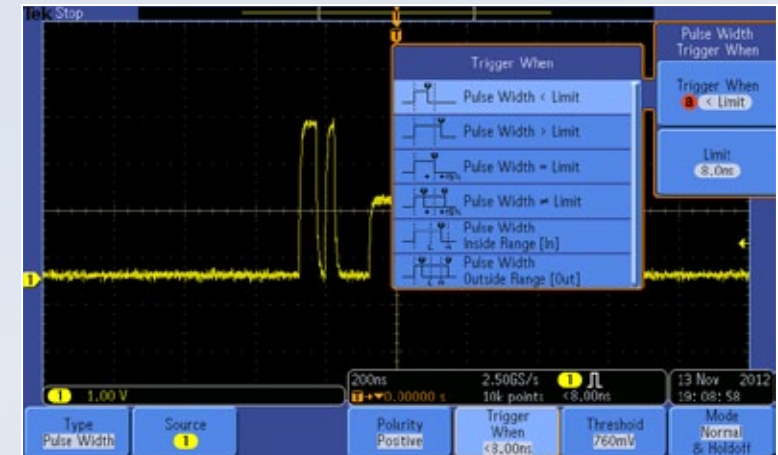 Tek Stop
T
T
Pulse Width
Trigger When
Trigger When
Trigger When
a < Limit
Pulse Width < Limit
Pulse Width > Limit
Limit
8.0ns
Pulse Width = Limit
Pulse Width ≠ Limit
Pulse Width
Inside Range [In]
Pulse Width
Outside Range [Out]
1
200ns 2.50GS/s 1 13 Nov 2012
1 1.00 V T→▼0.00000 s 10k points <8.00ns 19:08:58
Type
Pulse Width
Source
1
Polarity
Positive
Trigger
When
<8.00ns
Threshold
760mV
Mode
Normal
& Holdoff